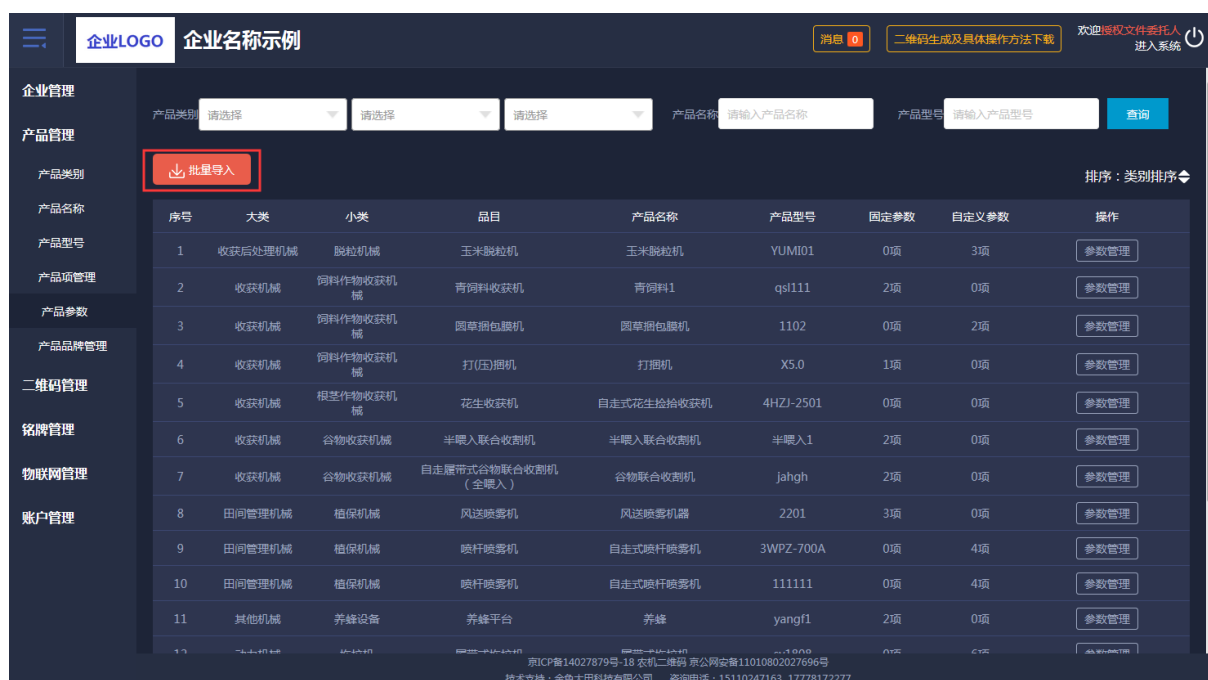 企业LOGO 企业名称示例 消息 0 二维码生成及具体操作方法下载 欢迎授权文件委托人
进入系统
企业管理
产品管理
产品类别
产品名称
产品型号
产品项管理
产品参数
产品品牌管理
二维码管理
铭牌管理
物联网管理
账户管理
产品类别 请选择 请选择 请选择 产品名称 请输入产品名称 产品型号 请输入产品型号 查询
批量导入
排序：类别排序
序号 大类 小类 品目 产品名称 产品型号 固定参数 自定义参数 操作
1 收获后处理机械 脱粒机械 玉米脱粒机 玉米脱粒机 YUMI01 0项 3项 参数管理
2 收获机械 饲料作物收获机械 青饲料收获机 青饲料1 qsl111 2项 0项 参数管理
3 收获机械 饲料作物收获机械 圆草捆包膜机 圆草捆包膜机 1102 0项 2项 参数管理
4 收获机械 饲料作物收获机械 打(压)捆机 打捆机 X5.0 1项 0项 参数管理
5 收获机械 根茎作物收获机械 花生收获机 自走式花生捡拾收获机 4HZJ-2501 0项 0项 参数管理
6 收获机械 谷物收获机械 半喂入联合收割机 半喂入联合收割机 半喂入1 2项 0项 参数管理
7 收获机械 谷物收获机械 自走履带式谷物联合收割机（全喂入） 谷物联合收割机 jahgh 2项 0项 参数管理
8 田间管理机械 植保机械 风送喷雾机 风送喷雾机器 2201 3项 0项 参数管理
9 田间管理机械 植保机械 喷杆喷雾机 自走式喷杆喷雾机 3WPZ-700A 0项 4项 参数管理
10 田间管理机械 植保机械 喷杆喷雾机 自走式喷杆喷雾机 111111 0项 4项 参数管理
11 其他机械 养蜂设备 养蜂平台 养蜂 yangf1 2项 0项 参数管理
京ICP备14027879号-18 农机二维码 京公网安备11010802027696号
技术支持：金色大田科技有限公司 咨询电话：15110247163 17778172277